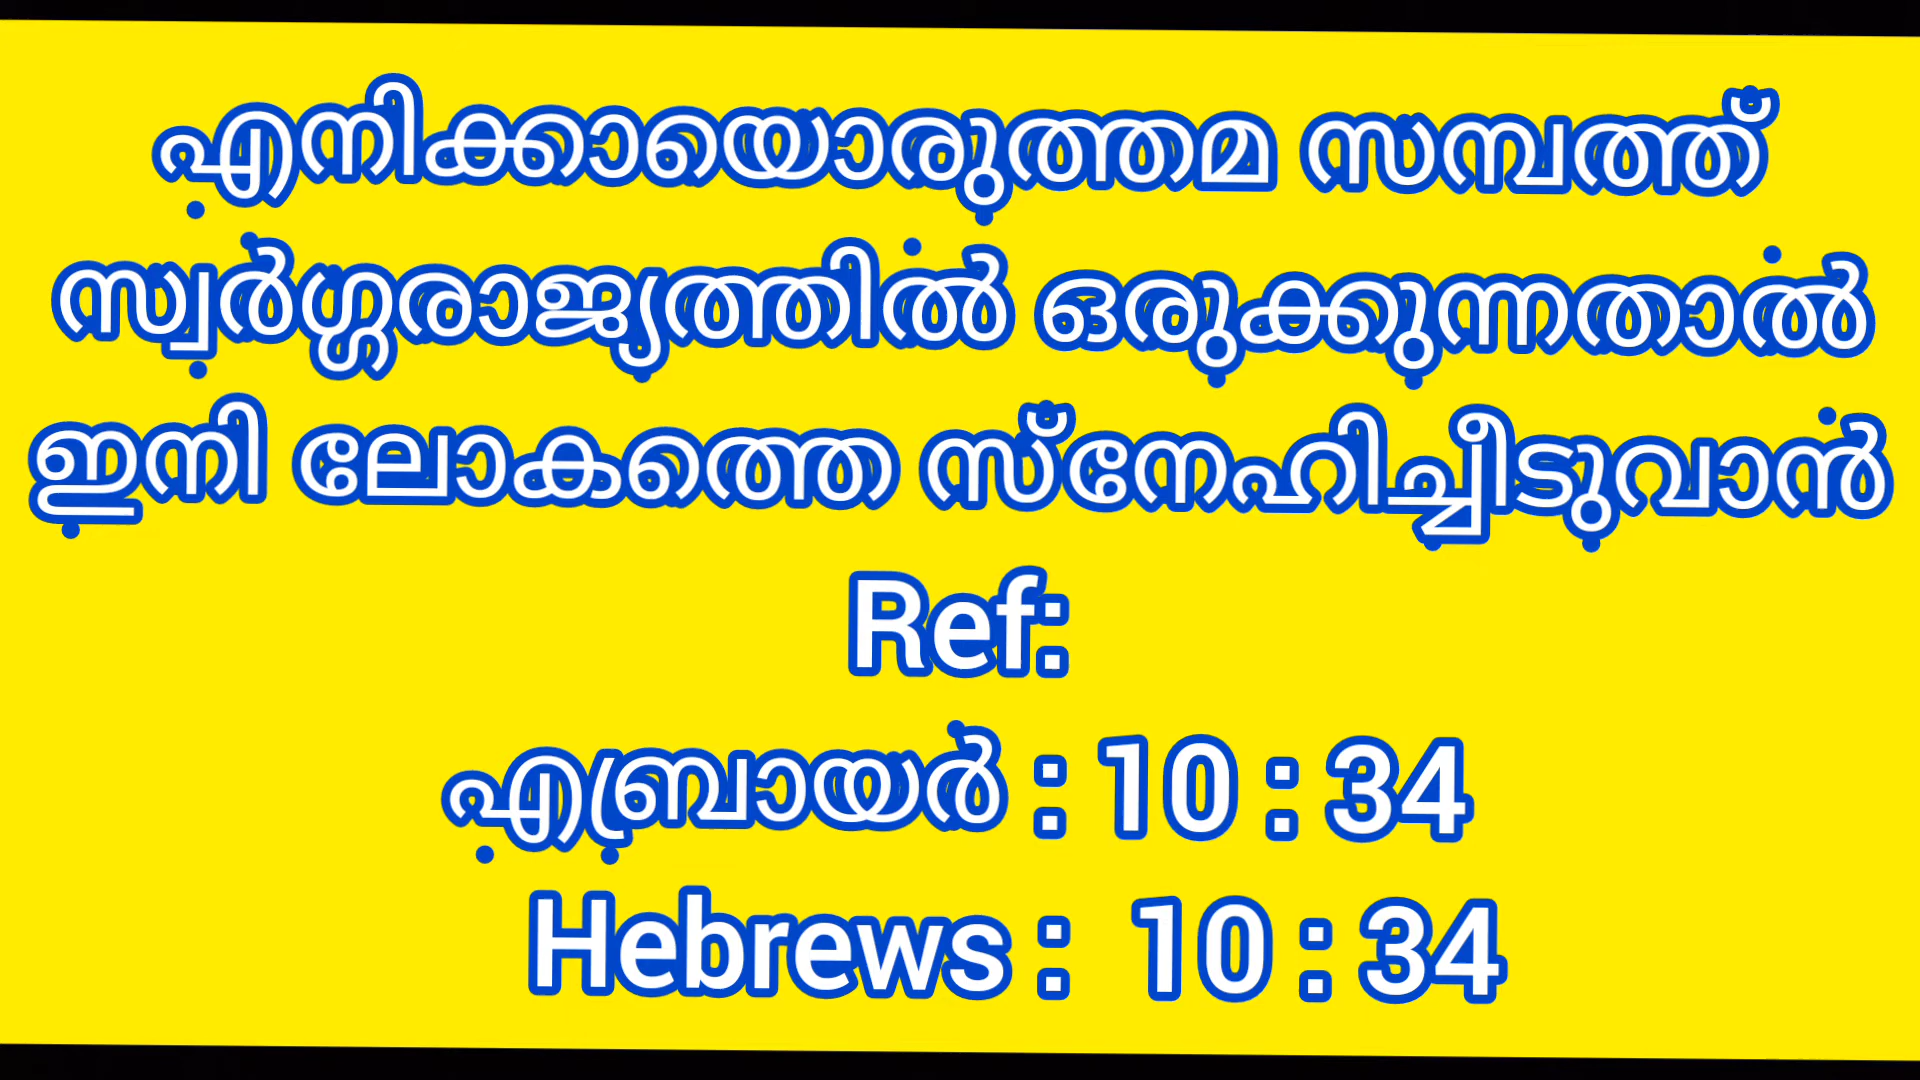 എനിക്കായൊരുത്തമ സമ്പത്ത്
സ്വർഗ്ഗരാജ്യത്തിൽ ഒരുക്കുന്നതാൽ
ഇനി ലോകത്തെ സ്നേഹിച്ചീടുവാൻ
Ref:
എബ്രായർ : 10 : 34
Hebrews : 10 : 34